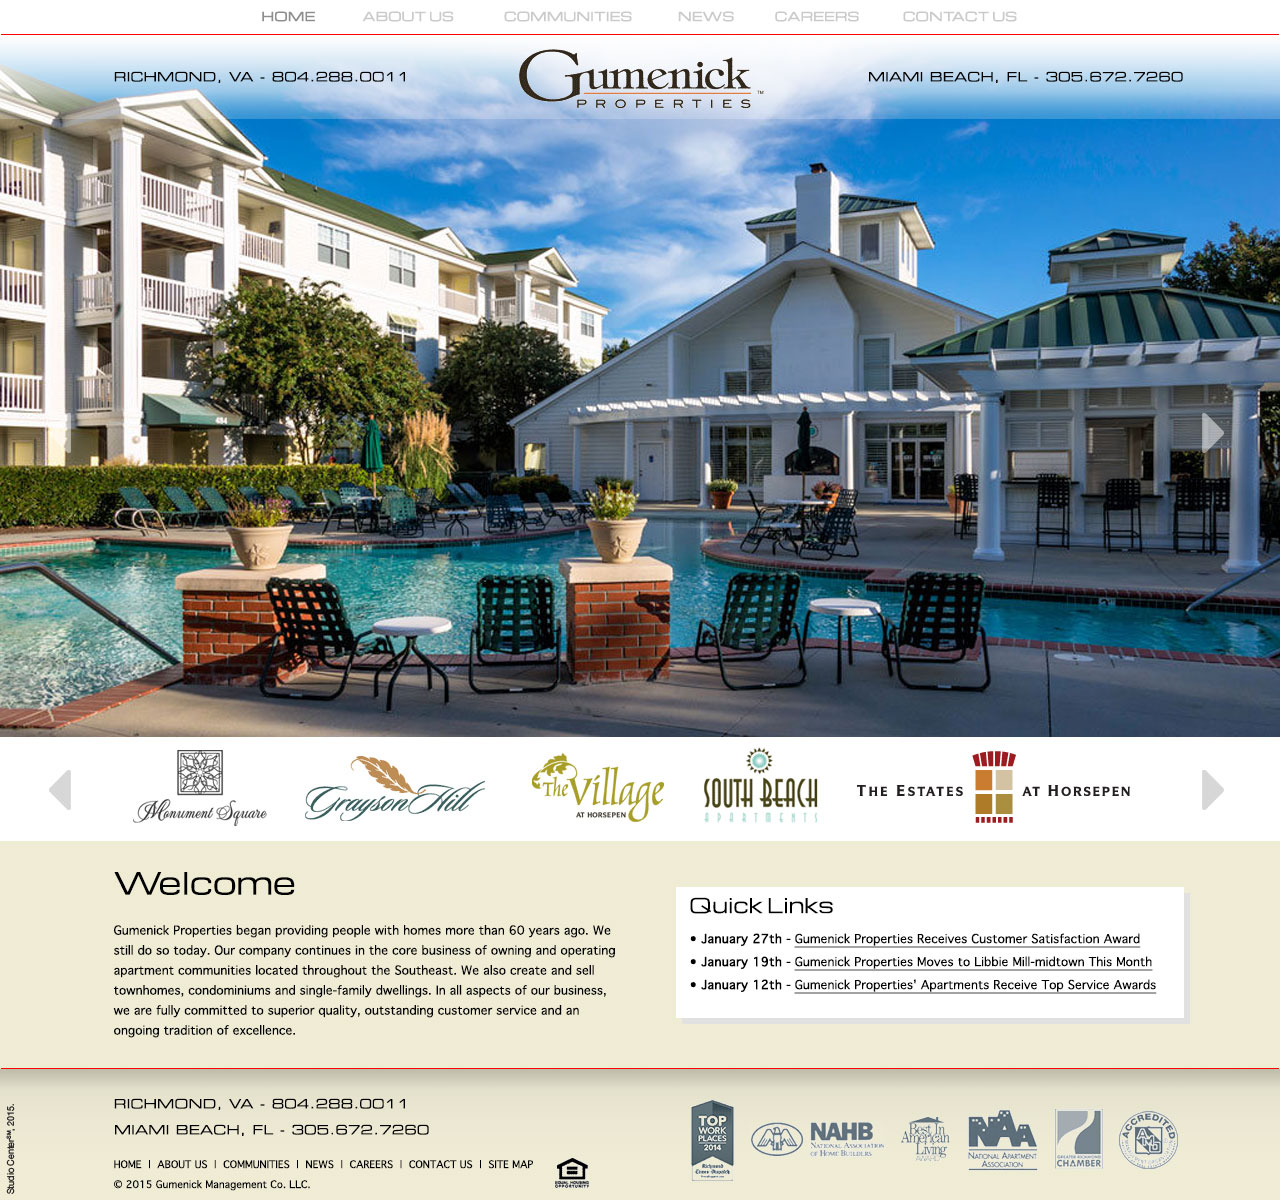 HOME ABOUT US COMMUNITIES NEWS CAREERS CONTACT US
RICHMOND, VA - 804.288.0011
Gumenick
PROPERTIES ™
MIAMI BEACH, FL - 305.672.7260
434
Monument Square
Grayson Hill
The Village
AT HORSEPEN
SOUTH BEACH
APARTMENTS
THE ESTATES AT HORSEPEN
Welcome
Gumenick Properties began providing people with homes more than 60 years ago. We
still do so today. Our company continues in the core business of owning and operating
apartment communities located throughout the Southeast. We also create and sell
townhomes, condominiums and single-family dwellings. In all aspects of our business,
we are fully committed to superior quality, outstanding customer service and an
ongoing tradition of excellence.
Quick Links
• January 27th - Gumenick Properties Receives Customer Satisfaction Award
• January 19th - Gumenick Properties Moves to Libbie Mill-midtown This Month
• January 12th - Gumenick Properties' Apartments Receive Top Service Awards
RICHMOND, VA - 804.288.0011
MIAMI BEACH, FL - 305.672.7260
HOME | ABOUT US | COMMUNITIES | NEWS | CAREERS | CONTACT US | SITE MAP
© 2015 Gumenick Management Co. LLC.
EQUAL HOUSING
OPPORTUNITY
Studio Center℠, 2015.
TOP
WORK
PLACES
2014
Richmond
Times-Dispatch
NAHB
NATIONAL ASSOCIATION
OF HOME BUILDERS
Best In
American
Living
AWARD
NAA
NATIONAL APARTMENT
ASSOCIATION
GREATER RICHMOND
CHAMBER
ACCREDITED